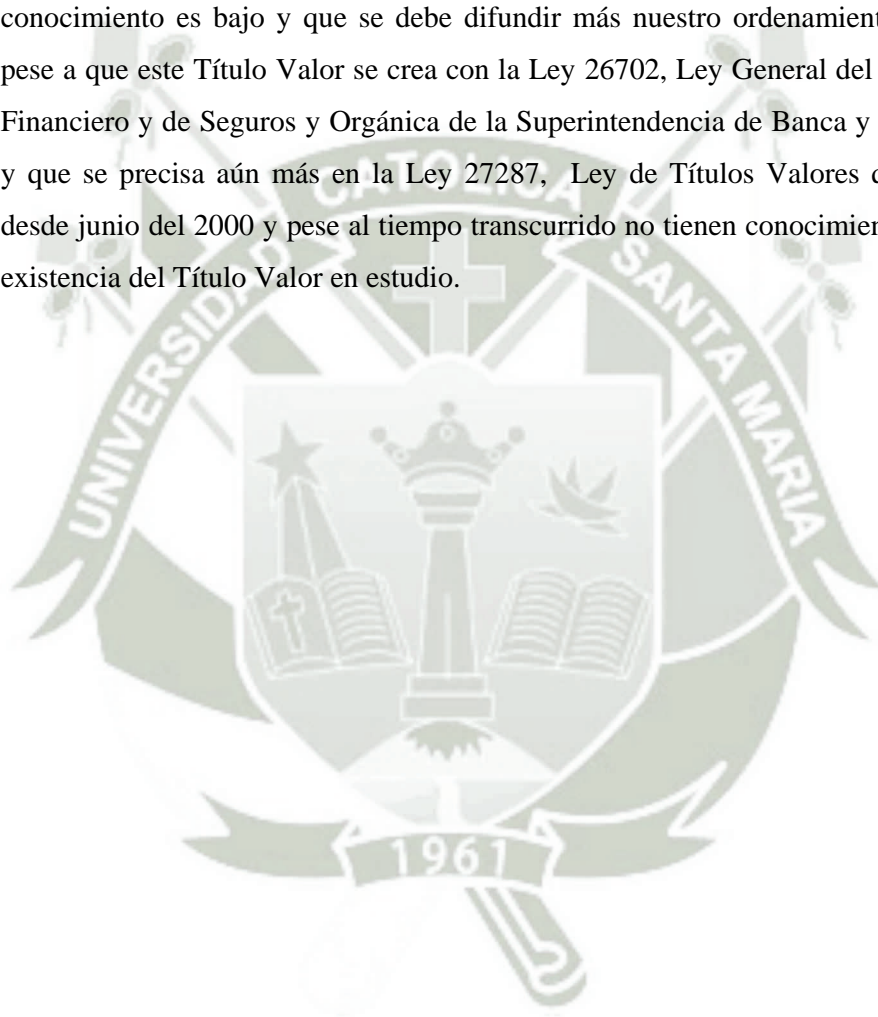 conocimiento es bajo y que se debe difundir más nuestro ordenamient
pese a que este Título Valor se crea con la Ley 26702, Ley General del
Financiero y de Seguros y Orgánica de la Superintendencia de Banca y
y que se precisa aún más en la Ley 27287, Ley de Títulos Valores
desde junio del 2000 y pese al tiempo transcurrido no tienen conocimien
existencia del Título Valor en estudio.
UNIVERSIDAD CATOLICA SANTA MARIA
1961